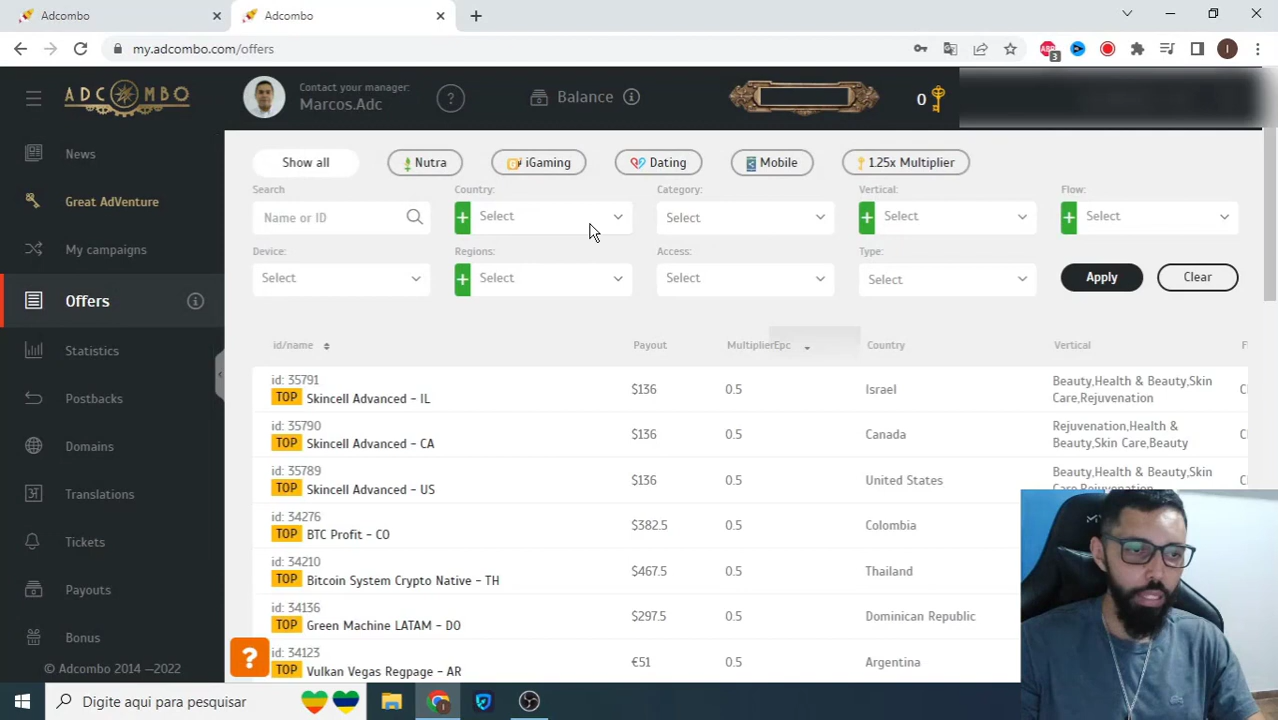 Adcombo
Adcombo
my.adcombo.com/offers
3
I
ADCOMBO
Contact your manager:
Marcos.Adc
?
Balance
0
News
Great AdVenture
My campaigns
Offers
Statistics
Postbacks
Domains
Translations
Tickets
Payouts
Bonus
© Adcombo 2014 —2022
Show all
Nutra
iGaming
Dating
Mobile
1.25x Multiplier
Search
Country:
Category:
Vertical:
Flow:
Name or ID
+ Select
Select
+ Select
+ Select
Device:
Regions:
Access:
Type:
Select
+ Select
Select
Select
Apply
Clear
id/name Payout MultiplierEpc Country Vertical Fl
id: 35791
TOP Skincell Advanced - IL
$136 0.5 Israel
Beauty,Health & Beauty,Skin
Care,Rejuvenation
id: 35790
TOP Skincell Advanced - CA
$136 0.5 Canada
Rejuvenation,Health &
Beauty,Skin Care,Beauty
id: 35789
TOP Skincell Advanced - US
$136 0.5 United States
Beauty,Health & Beauty,Skin
Care,Rejuvenation
id: 34276
TOP BTC Profit - CO
$382.5 0.5 Colombia
id: 34210
TOP Bitcoin System Crypto Native - TH
$467.5 0.5 Thailand
id: 34136
TOP Green Machine LATAM - DO
$297.5 0.5 Dominican Republic
id: 34123
TOP Vulkan Vegas Regpage - AR
€51 0.5 Argentina
?
Digite aqui para pesquisar